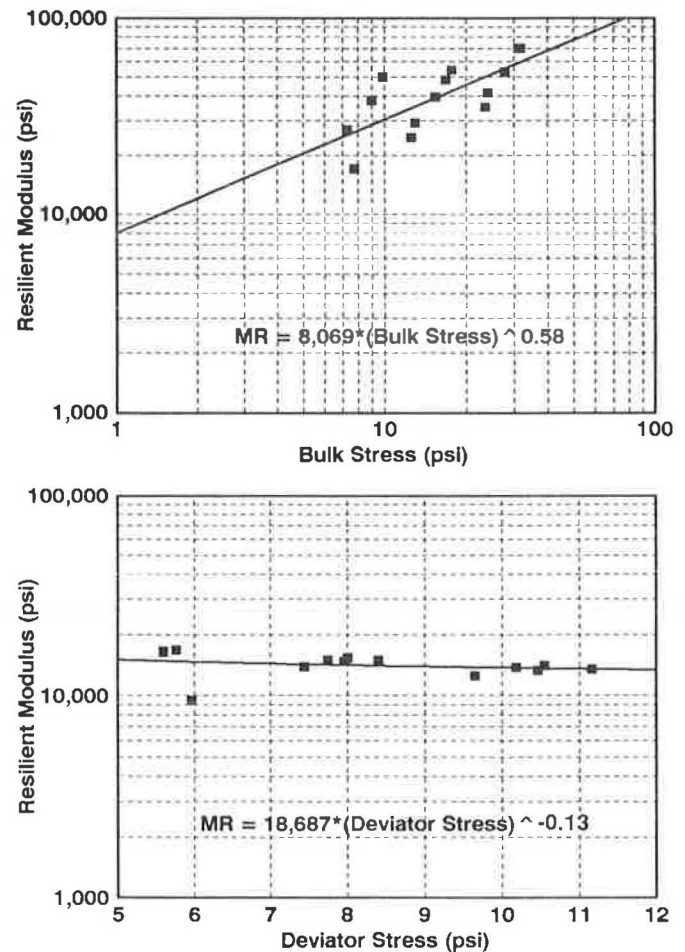 100,000
10,000
1,000
Resilient Modulus (psi)
MR = 8,069*(Bulk Stress) ^ 0.58
1 10 100
Bulk Stress (psi)
100,000
10,000
1,000
Resilient Modulus (psi)
MR = 18,687*(Deviator Stress) ^ -0.13
5 6 7 8 9 10 11 12
Deviator Stress (psi)